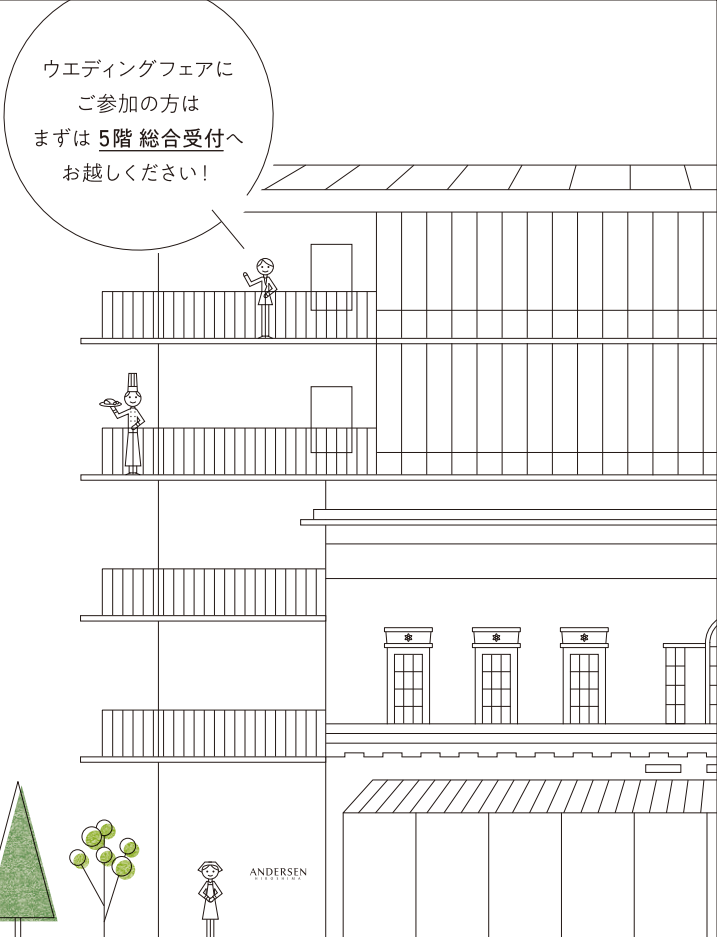 ウエディングフェアに
ご参加の方は
まずは 5階 総合受付へ
お越しください！
ANDERSEN
HIROSHIMA